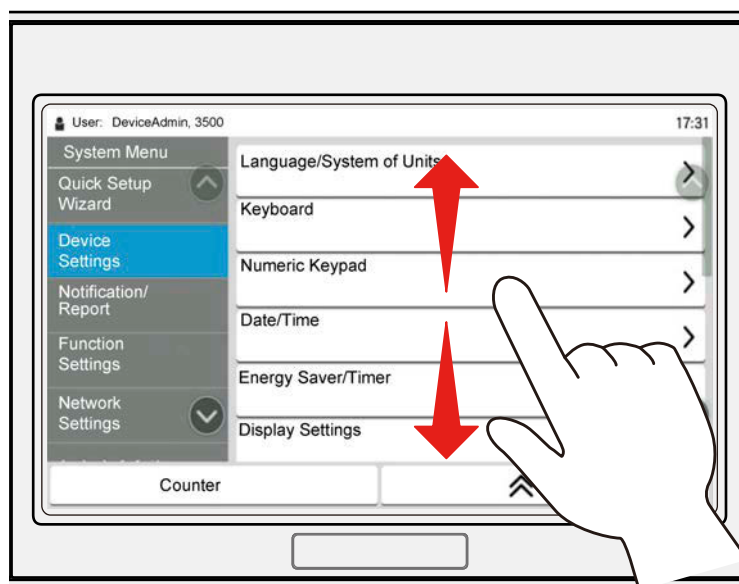 User: DeviceAdmin, 3500
17:31
System Menu
Quick Setup
Wizard
Device
Settings
Notification/
Report
Function
Settings
Network
Settings
Language/System of Units
Keyboard
Numeric Keypad
Date/Time
Energy Saver/Timer
Display Settings
Counter